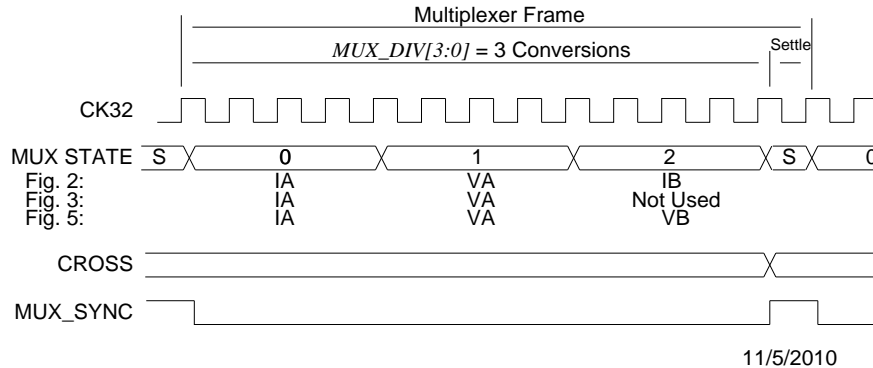 Multiplexer Frame
MUX_DIV[3:0] = 3 Conversions
Settle
CK32
MUX STATE S 0 1 2 S 0
Fig. 2: IA VA IB
Fig. 3: IA VA Not Used
Fig. 5: IA VA VB
CROSS
MUX_SYNC
11/5/2010